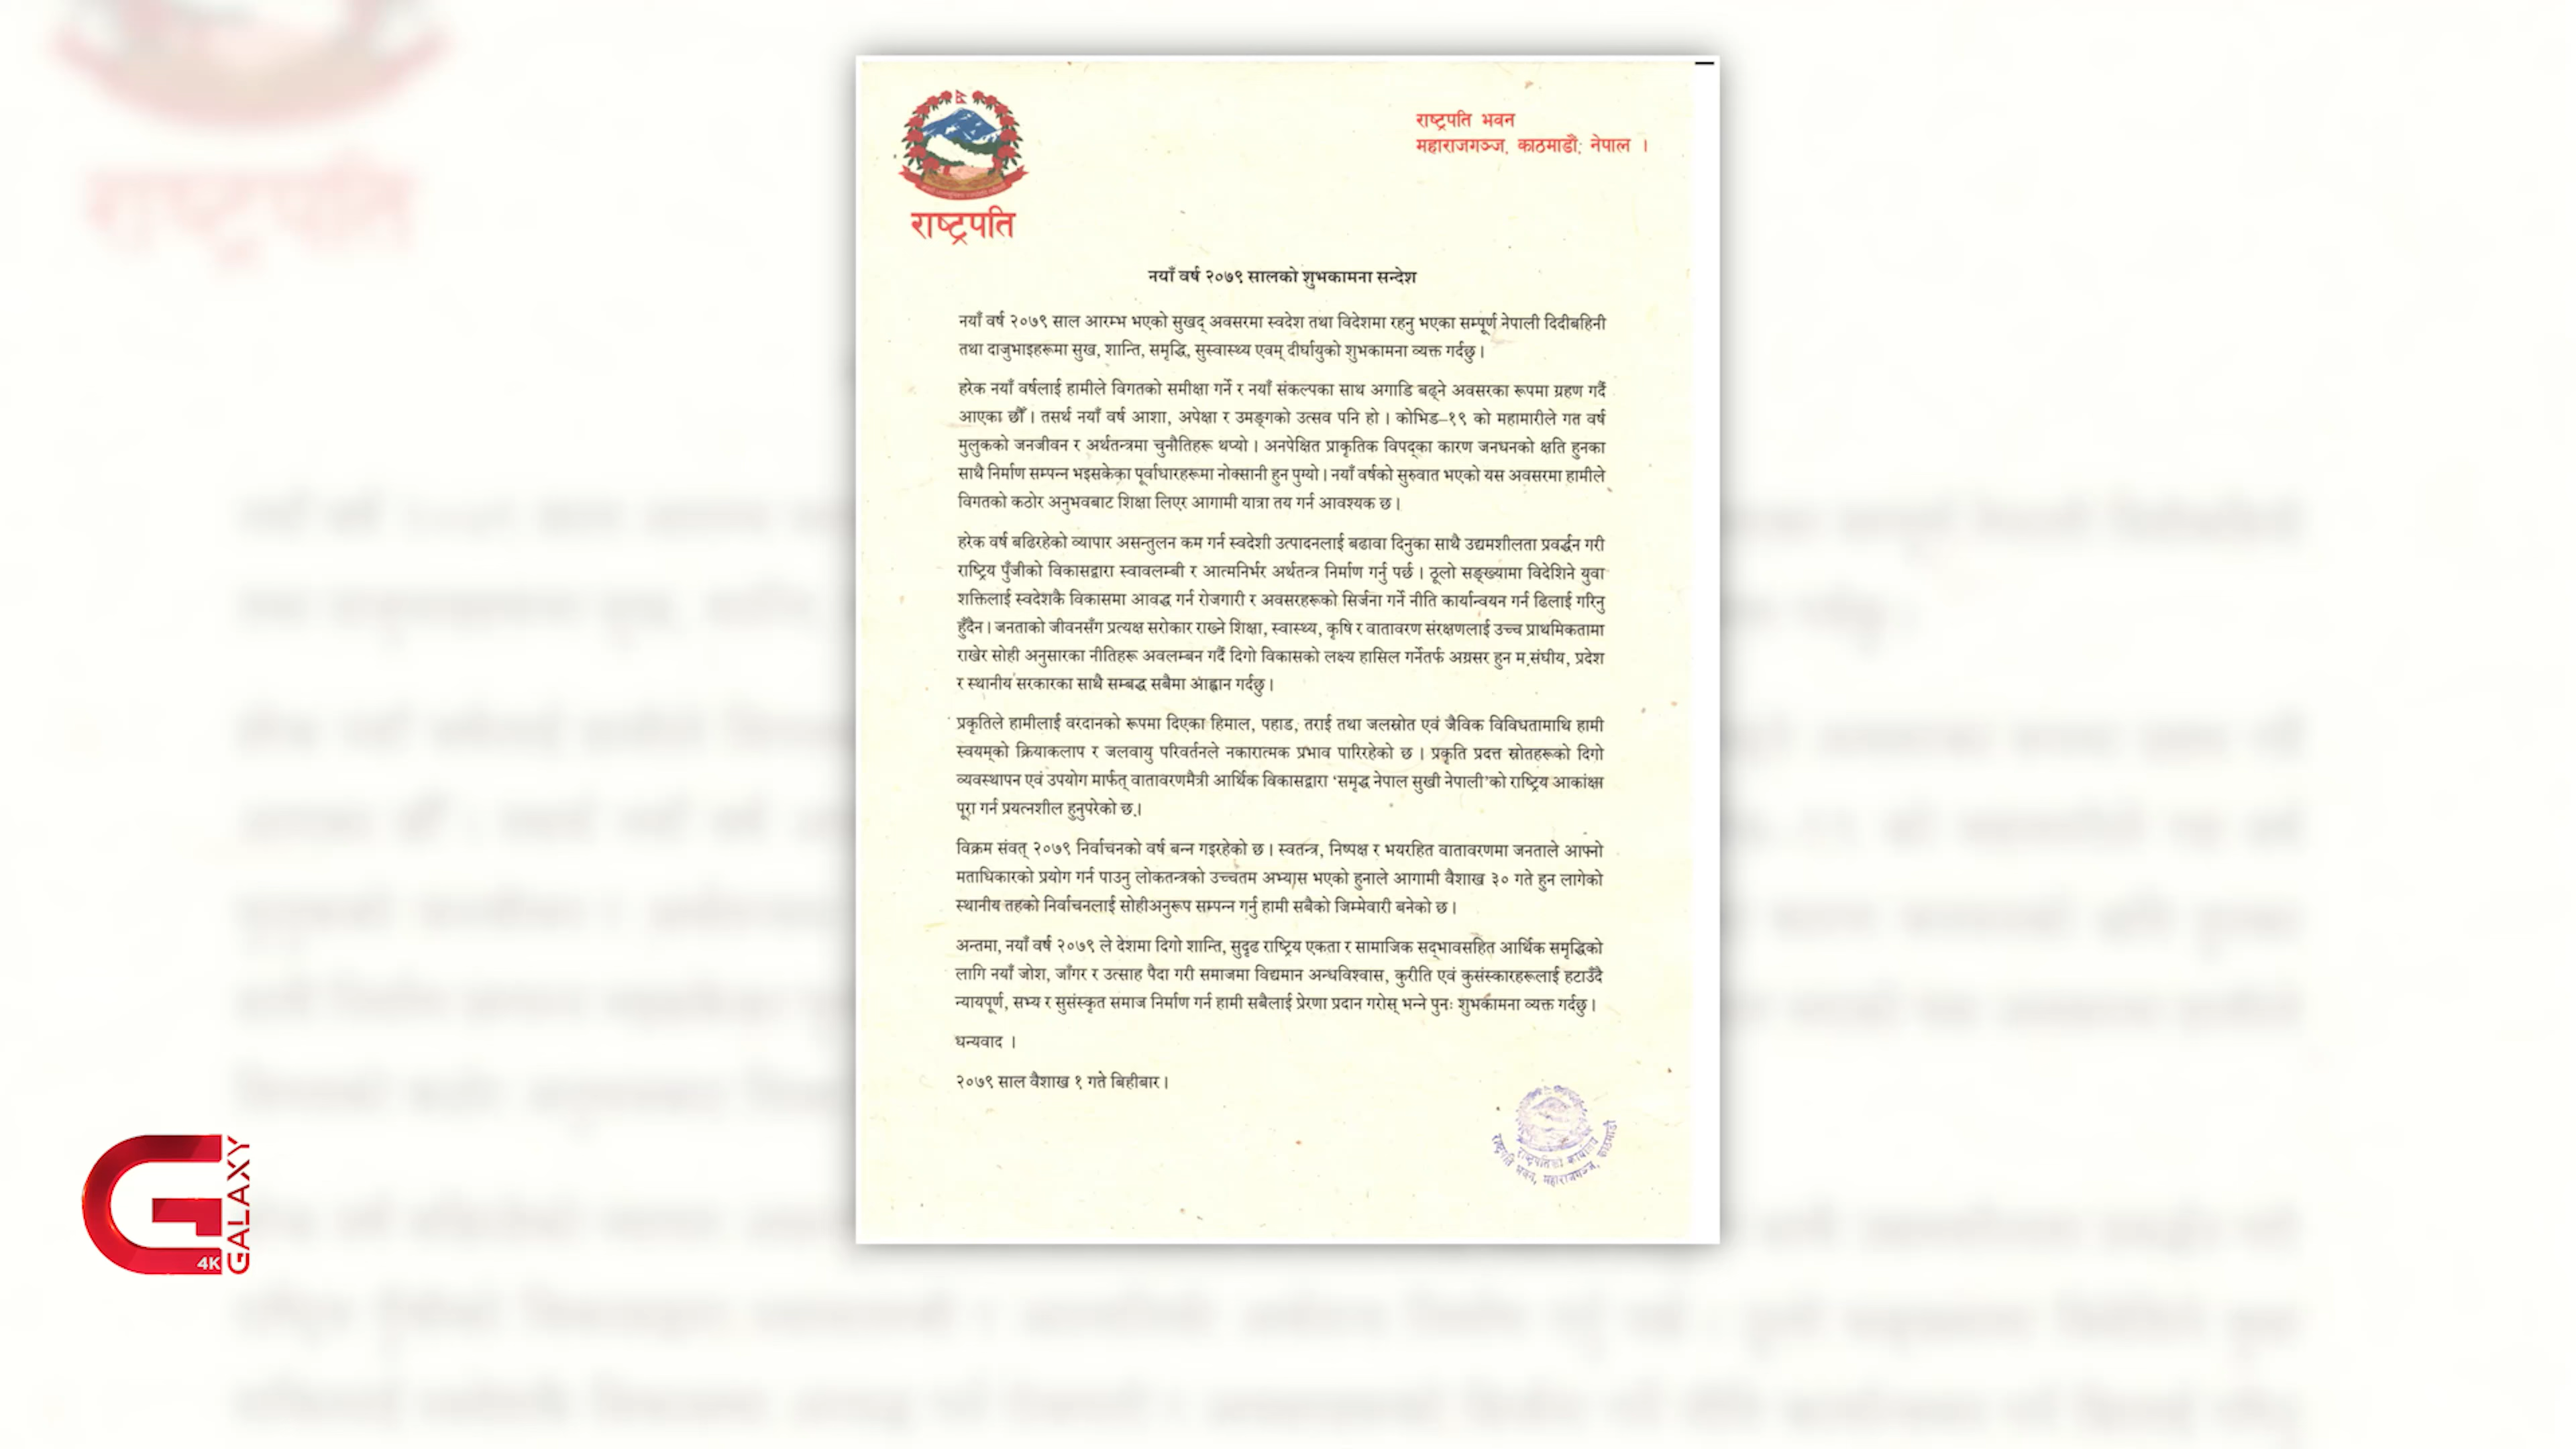 राष्ट्रपति भवन
महाराजगञ्ज, काठमाडौं, नेपाल ।
राष्ट्रपति
नयाँ वर्ष २०७९ सालको शुभकामना सन्देश
नयाँ वर्ष २०७९ साल आरम्भ भएको सुखद् अवसरमा स्वदेश तथा विदेशमा रहनु भएका सम्पूर्ण नेपाली दिदीबहिनी
तथा दाजुभाइहरूमा सुख, शान्ति, समृद्धि, सुस्वास्थ्य एवम् दीर्घायुको शुभकामना व्यक्त गर्दछु ।
हरेक नयाँ वर्षलाई हामीले विगतको समीक्षा गर्ने र नयाँ संकल्पका साथ अगाडि बढ्ने अवसरका रूपमा ग्रहण गर्दै
आएका छौँ । तसर्थ नयाँ वर्ष आशा, अपेक्षा र उमङ्गको उत्सव पनि हो । कोभिड–१९ को महामारीले गत वर्ष
मुलुकको जनजीवन र अर्थतन्त्रमा चुनौतिहरू थप्यो । अनपेक्षित प्राकृतिक विपद्का कारण जनधनको क्षति हुनका
साथै निर्माण सम्पन्न भइसकेका पूर्वाधारहरूमा नोक्सानी हुन पुग्यो । नयाँ वर्षको सुरुवात भएको यस अवसरमा हामीले
विगतको कठोर अनुभवबाट शिक्षा लिएर आगामी यात्रा तय गर्न आवश्यक छ ।
हरेक वर्ष बढिरहेको व्यापार असन्तुलन कम गर्न स्वदेशी उत्पादनलाई बढावा दिनुका साथै उद्यमशीलता प्रवर्द्धन गरी
राष्ट्रिय पुँजीको विकासद्वारा स्वावलम्बी र आत्मनिर्भर अर्थतन्त्र निर्माण गर्नु पर्छ । ठूलो सङ्ख्यामा विदेशिने युवा
शक्तिलाई स्वदेशकै विकासमा आवद्ध गर्न रोजगारी र अवसरहरूको सिर्जना गर्ने नीति कार्यान्वयन गर्न ढिलाई गरिनु
हुँदैन । जनताको जीवनसँग प्रत्यक्ष सरोकार राख्ने शिक्षा, स्वास्थ्य, कृषि र वातावरण संरक्षणलाई उच्च प्राथमिकतामा
राखेर सोही अनुसारका नीतिहरू अवलम्बन गर्दै दिगो विकासको लक्ष्य हासिल गर्नेतर्फ अग्रसर हुन म संघीय, प्रदेश
र स्थानीय सरकारका साथै सम्बद्ध सबैमा आह्वान गर्दछु ।
प्रकृतिले हामीलाई वरदानको रूपमा दिएका हिमाल, पहाड, तराई तथा जलस्रोत एवं जैविक विविधतामाथि हामी
स्वयम्को क्रियाकलाप र जलवायु परिवर्तनले नकारात्मक प्रभाव पारिरहेको छ । प्रकृति प्रदत्त स्रोतहरूको दिगो
व्यवस्थापन एवं उपयोग मार्फत् वातावरणमैत्री आर्थिक विकासद्वारा ‘समृद्ध नेपाल सुखी नेपाली’को राष्ट्रिय आकांक्षा
पूरा गर्न प्रयत्नशील हुनुपरेको छ ।
विक्रम संवत् २०७९ निर्वाचनको वर्ष बन्न गइरहेको छ । स्वतन्त्र, निष्पक्ष र भयरहित वातावरणमा जनताले आफ्नो
मताधिकारको प्रयोग गर्न पाउनु लोकतन्त्रको उच्चतम अभ्यास भएको हुनाले आगामी वैशाख ३० गते हुन लागेको
स्थानीय तहको निर्वाचनलाई सोहीअनुरूप सम्पन्न गर्नु हामी सबैको जिम्मेवारी बनेको छ ।
अन्तमा, नयाँ वर्ष २०७९ ले देशमा दिगो शान्ति, सुदृढ राष्ट्रिय एकता र सामाजिक सद्भावसहित आर्थिक समृद्धिको
लागि नयाँ जोश, जाँगर र उत्साह पैदा गरी समाजमा विद्यमान अन्धविश्वास, कुरीति एवं कुसंस्कारहरूलाई हटाउँदै
न्यायपूर्ण, सभ्य र सुसंस्कृत समाज निर्माण गर्न हामी सबैलाई प्रेरणा प्रदान गरोस् भन्ने पुनः शुभकामना व्यक्त गर्दछु ।
धन्यवाद ।
२०७९ साल वैशाख १ गते बिहीबार ।
राष्ट्रपतिको कार्यालय
राष्ट्रपति भवन, महाराजगञ्ज, काठमाडौं
4K GALAXY